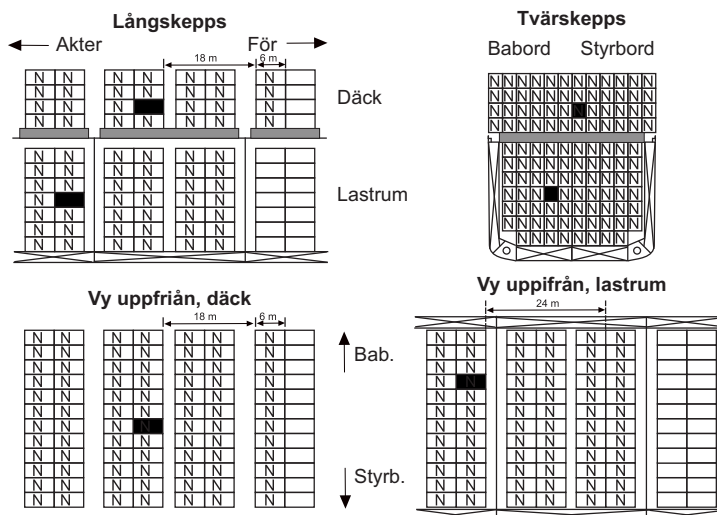 Långskepps
Akter
För
18 m
6 m
N N N N N N N
N N N N N N N
N N N N N N
N N N N N N N
Däck
N N N N N N
N N N N N N
N N N N N N
N N N N N
N N N N N N
N N N N N N
N N N N N N
Lastrum
Tvärskepps
Babord
Styrbord
N N N N N N N N N N N N
N N N N N N N N N N N N
N N N N N N N N N N N N
N N N N N N N N N N N N
N N N N N N N N N N
N N N N N N N N N N
N N N N N N N N N N
N N N N N N N N N
N N N N N N N N N N
N N N N N N N N N N
N N N N N N N N
Vy uppfriån, däck
18 m
6 m
N N N N N N N
N N N N N N N
N N N N N N N
N N N N N N N
N N N N N N N
N N N N N N N
N N N N N N N
N N N N N N N
N N N N N N N
N N N N N N N
N N N N N N N
N N N N N N N
Bab.
Styrb.
Vy uppifrån, lastrum
24 m
N N N N N N
N N N N N N
N N N N N N
N N N N N N
N N N N N N
N N N N N N
N N N N N N
N N N N N N
N N N N N N
N N N N N N
N N N N N N
N N N N N N